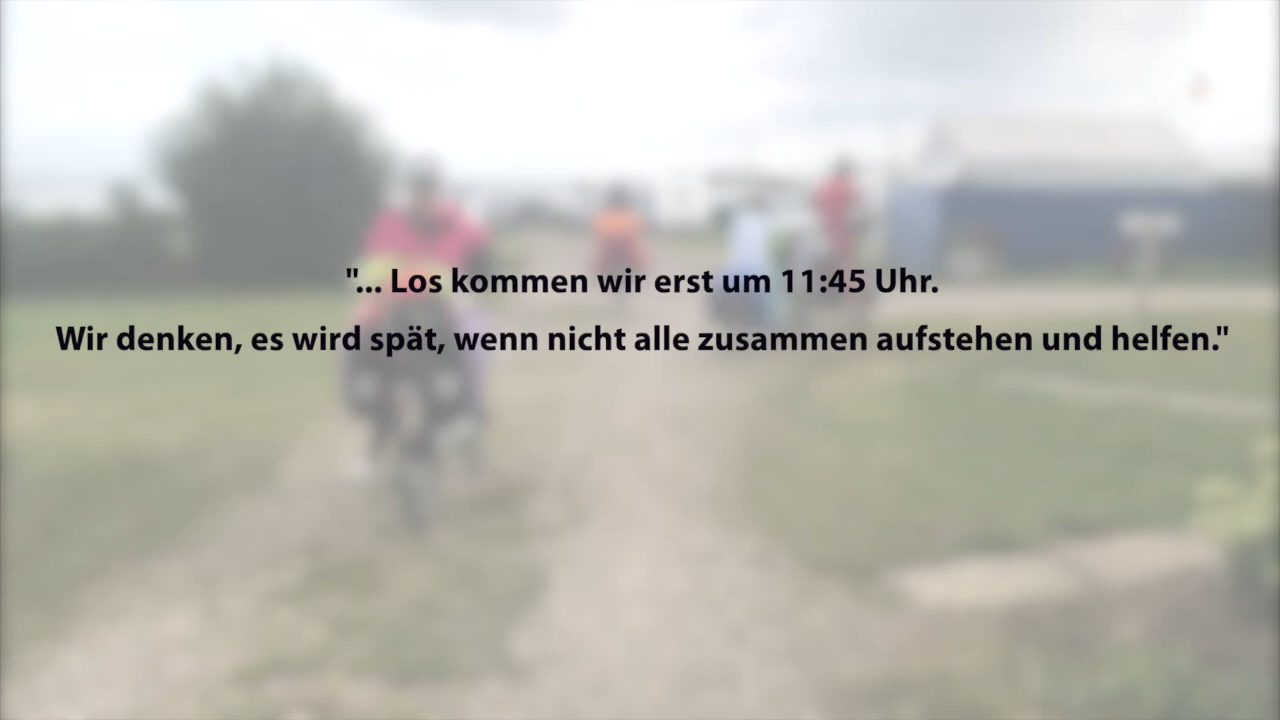 "... Los kommen wir erst um 11:45 Uhr.
Wir denken, es wird spät, wenn nicht alle zusammen aufstehen und helfen."